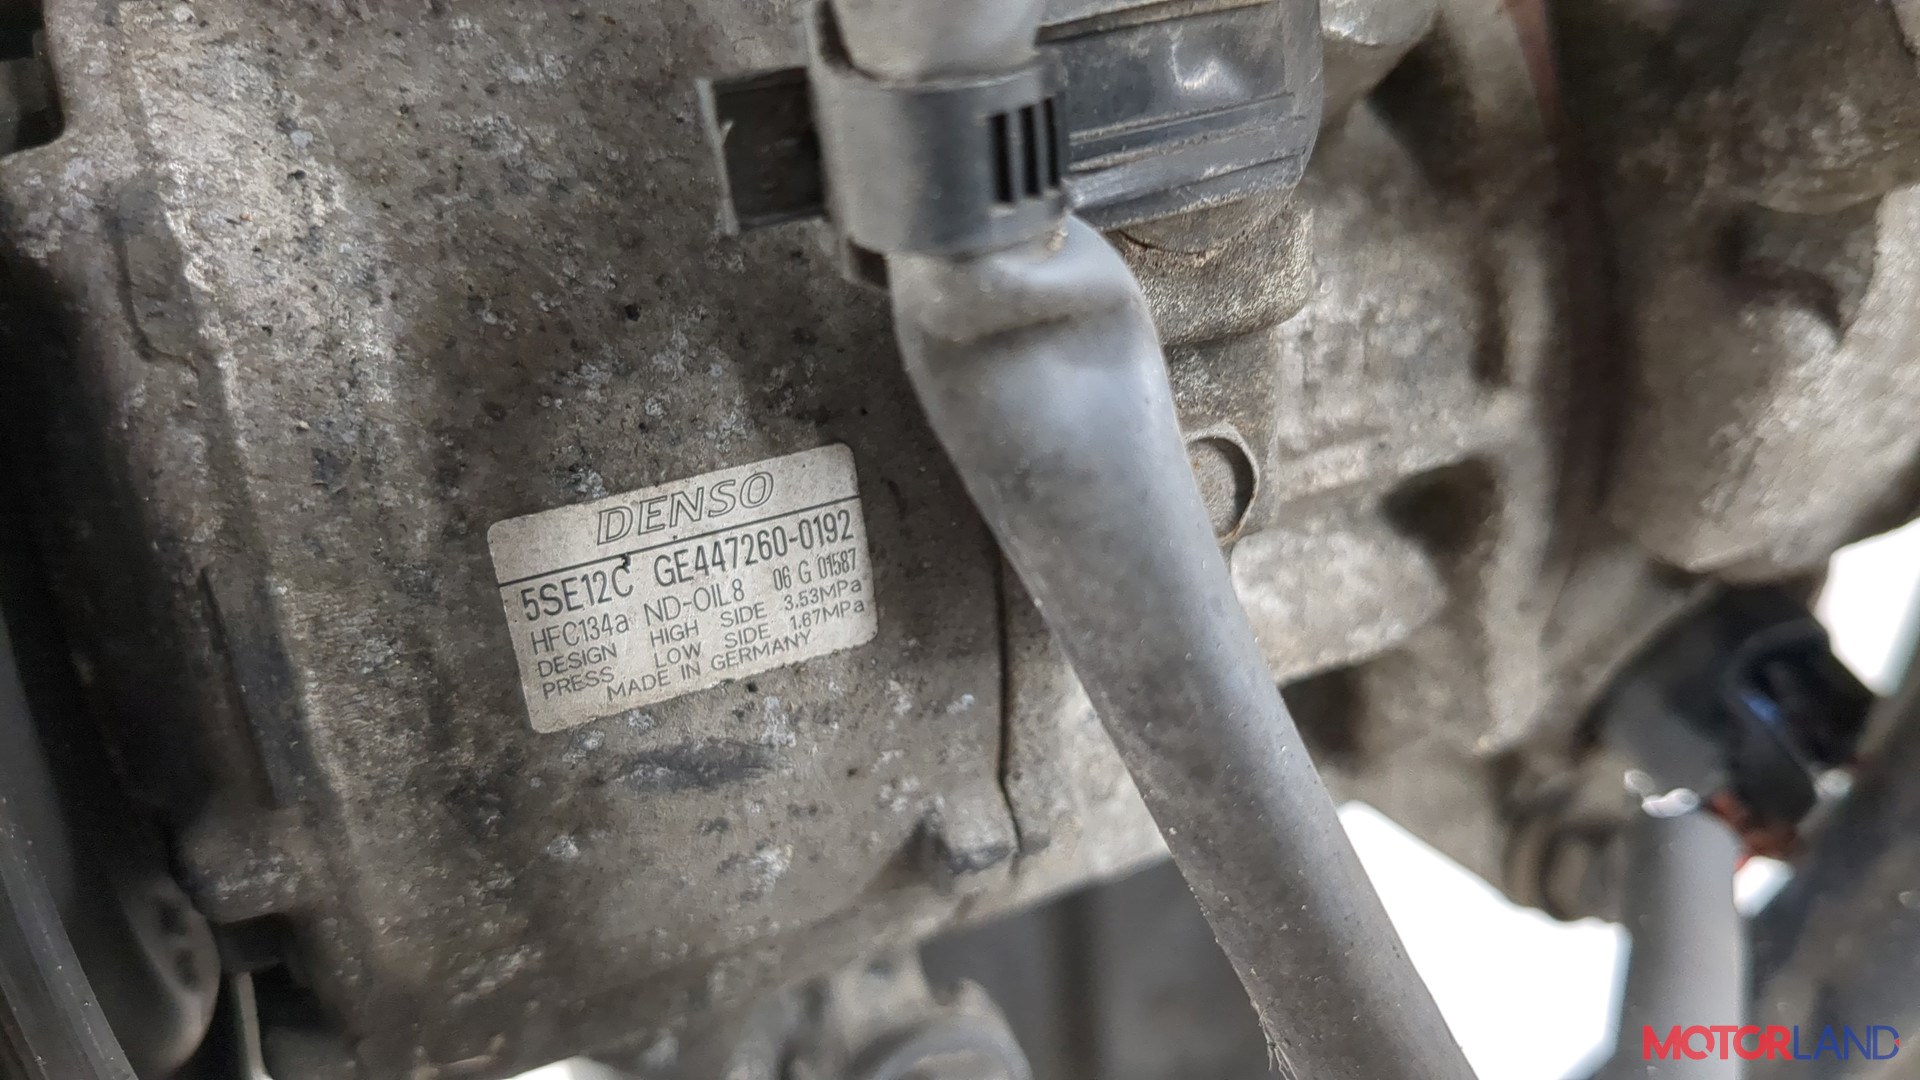 DENSO
5SE12C GE447260-0192
HFC134a ND-OIL8 06 G 01587
DESIGN HIGH SIDE 3.53MPa
PRESS LOW SIDE 1.67MPa
MADE IN GERMANY
MOTORLAND